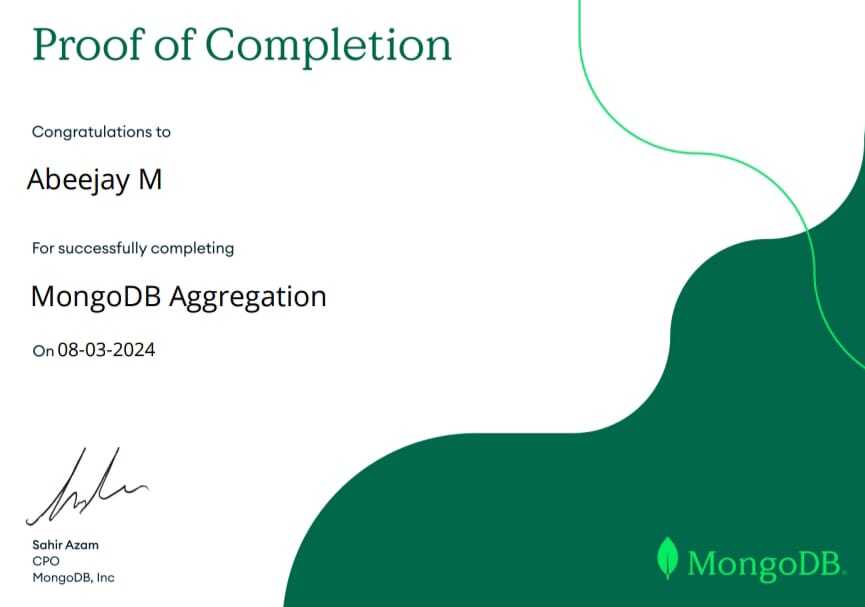 Proof of Completion
Congratulations to
Abeejay M
For successfully completing
MongoDB Aggregation
On 08-03-2024
Sahir Azam
CPO
MongoDB, Inc
MongoDB.